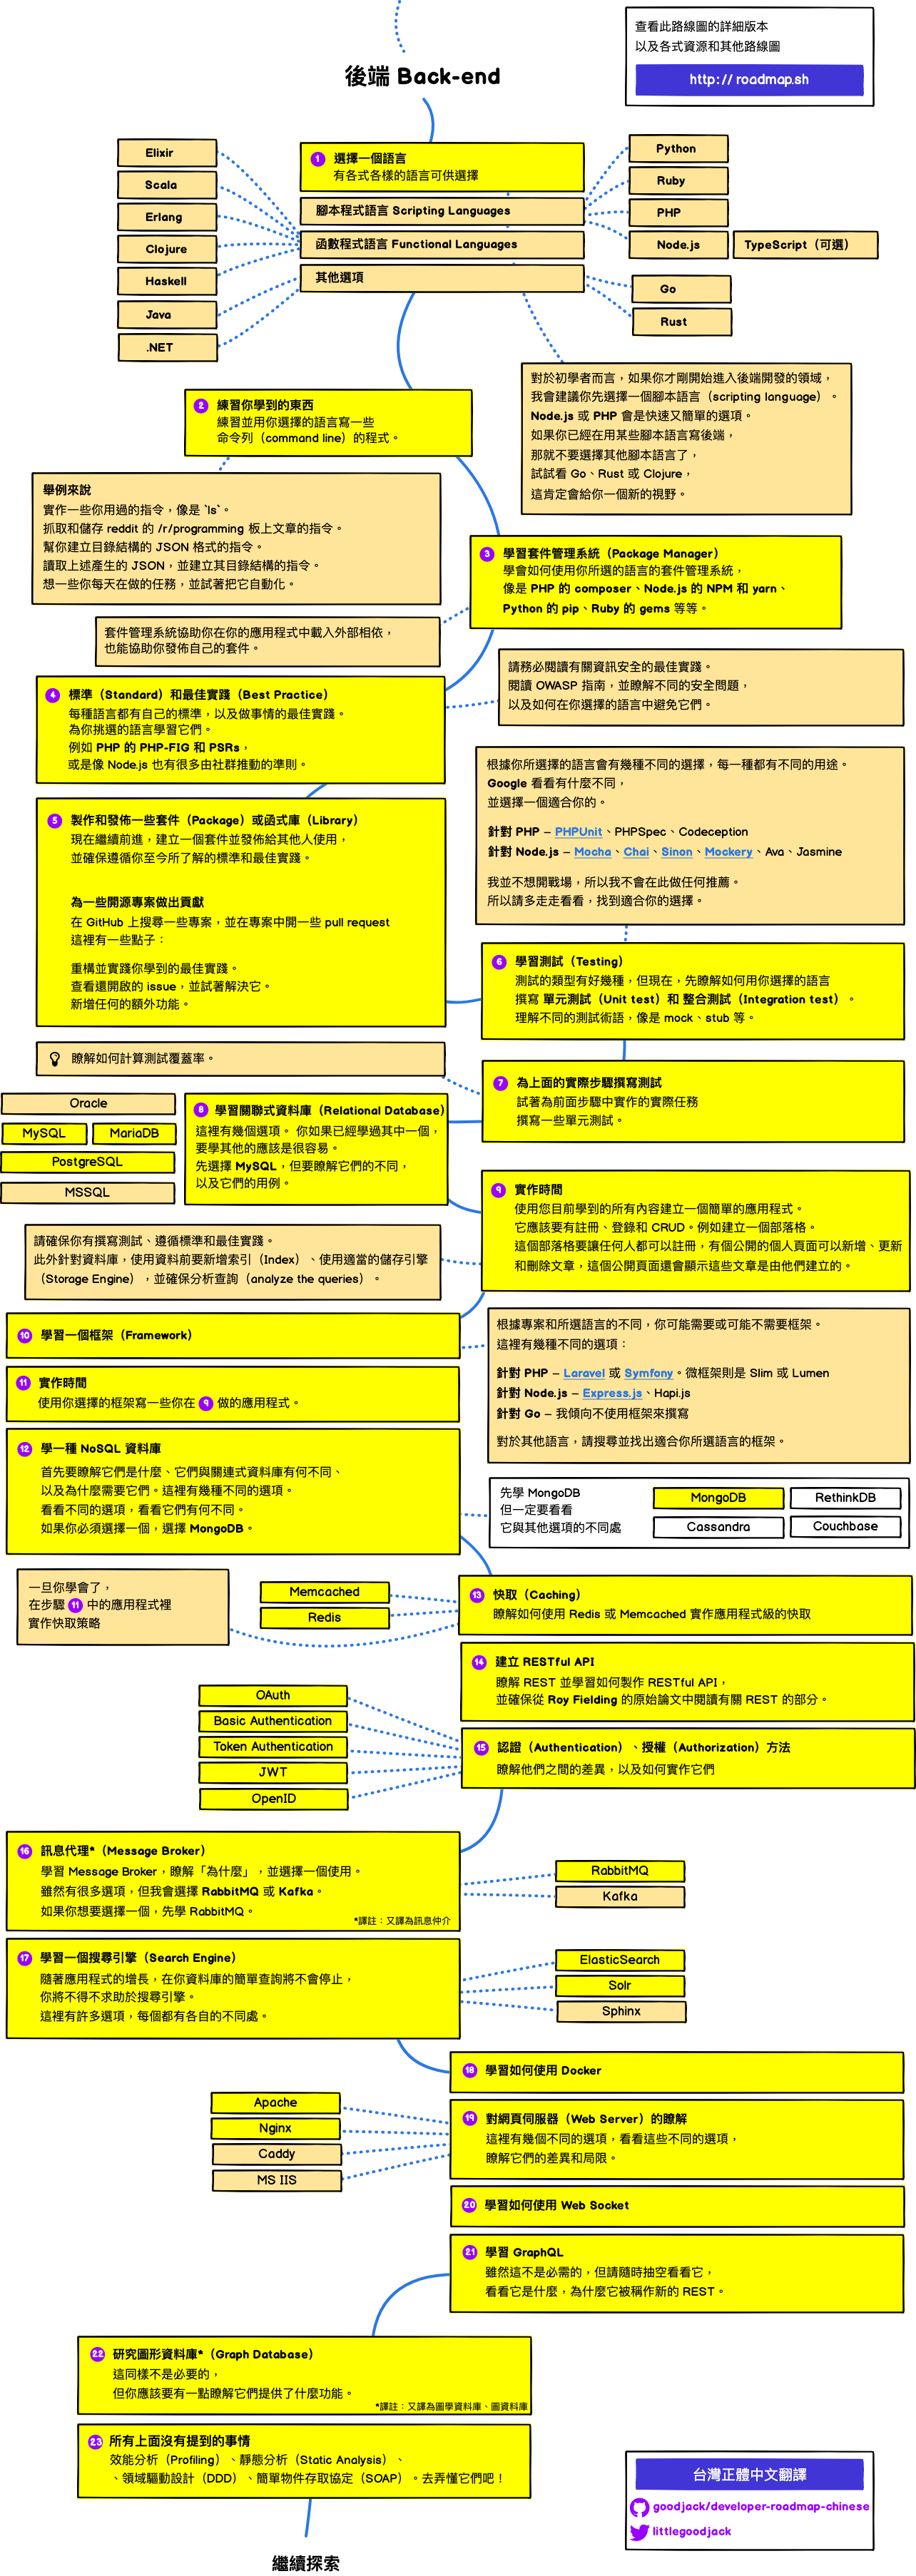 後端 Back-end
查看此路線圖的詳細版本
以及各式資源和其他路線圖
http:// roadmap.sh
1 選擇一個語言
有各式各樣的語言可供選擇
腳本程式語言 Scripting Languages
函數程式語言 Functional Languages
其他選項
Elixir
Scala
Erlang
Clojure
Haskell
Java
.NET
Python
Ruby
PHP
Node.js
TypeScript（可選）
Go
Rust
對於初學者而言，如果你才剛開始進入後端開發的領域，
我會建議你先選擇一個腳本語言（scripting language）。
Node.js 或 PHP 會是快速又簡單的選項。
如果你已經在用某些腳本語言寫後端，
那就不要選擇其他腳本語言了，
試試看 Go、Rust 或 Clojure，
這肯定會給你一個新的視野。
2 練習你學到的東西
練習並用你選擇的語言寫一些
命令列（command line）的程式。
舉例來說
實作一些你用過的指令，像是 `ls`。
抓取和儲存 reddit 的 /r/programming 板上文章的指令。
幫你建立目錄結構的 JSON 格式的指令。
讀取上述產生的 JSON，並建立其目錄結構的指令。
想一些你每天在做的任務，並試著把它自動化。
3 學習套件管理系統（Package Manager）
學會如何使用你所選的語言的套件管理系統，
像是 PHP 的 composer、Node.js 的 NPM 和 yarn、
Python 的 pip、Ruby 的 gems 等等。
套件管理系統協助你在你的應用程式中載入外部相依，
也能協助你發佈自己的套件。
4 標準（Standard）和最佳實踐（Best Practice）
每種語言都有自己的標準，以及做事情的最佳實踐。
為你挑選的語言學習它們。
例如 PHP 的 PHP-FIG 和 PSRs，
或是像 Node.js 也有很多由社群推動的準則。
請務必閱讀有關資訊安全的最佳實踐。
閱讀 OWASP 指南，並瞭解不同的安全問題，
以及如何在你選擇的語言中避免它們。
5 製作和發佈一些套件（Package）或函式庫（Library）
現在繼續前進，建立一個套件並發佈給其他人使用，
並確保遵循你至今所了解的標準和最佳實踐。
為一些開源專案做出貢獻
在 GitHub 上搜尋一些專案，並在專案中開一些 pull request
這裡有一些點子：
重構並實踐你學到的最佳實踐。
查看還開啟的 issue，並試著解決它。
新增任何的額外功能。
根據你所選擇的語言會有幾種不同的選擇，每一種都有不同的用途。
Google 看看有什麼不同，
並選擇一個適合你的。
針對 PHP – PHPUnit、PHPSpec、Codeception
針對 Node.js – Mocha、Chai、Sinon、Mockery、Ava、Jasmine
我並不想開戰場，所以我不會在此做任何推薦。
所以請多走走看看，找到適合你的選擇。
6 學習測試（Testing）
測試的類型有好幾種，但現在，先瞭解如何用你選擇的語言
撰寫 單元測試（Unit test）和 整合測試（Integration test）。
理解不同的測試術語，像是 mock、stub 等。
瞭解如何計算測試覆蓋率。
7 為上面的實際步驟撰寫測試
試著為前面步驟中實作的實際任務
撰寫一些單元測試。
Oracle
MySQL
MariaDB
PostgreSQL
MSSQL
8 學習關聯式資料庫（Relational Database）
這裡有幾個選項。 你如果已經學過其中一個，
要學其他的應該是很容易。
先選擇 MySQL，但要瞭解它們的不同，
以及它們的用例。
9 實作時間
使用您目前學到的所有內容建立一個簡單的應用程式。
它應該要有註冊、登錄和 CRUD。例如建立一個部落格。
這個部落格要讓任何人都可以註冊，有個公開的個人頁面可以新增、更新
和刪除文章，這個公開頁面還會顯示這些文章是由他們建立的。
請確保你有撰寫測試、遵循標準和最佳實踐。
此外針對資料庫，使用資料前要新增索引（Index）、使用適當的儲存引擎
（Storage Engine），並確保分析查詢（analyze the queries）。
10 學習一個框架（Framework）
根據專案和所選語言的不同，你可能需要或可能不需要框架。
這裡有幾種不同的選項：
針對 PHP – Laravel 或 Symfony。微框架則是 Slim 或 Lumen
針對 Node.js – Express.js、Hapi.js
針對 Go – 我傾向不使用框架來撰寫
對於其他語言，請搜尋並找出適合你所選語言的框架。
11 實作時間
使用你選擇的框架寫一些你在 9 做的應用程式。
12 學一種 NoSQL 資料庫
首先要瞭解它們是什麼、它們與關連式資料庫有何不同、
以及為什麼需要它們。這裡有幾種不同的選項。
看看不同的選項，看看它們有何不同。
如果你必須選擇一個，選擇 MongoDB。
先學 MongoDB
但一定要看看
它與其他選項的不同處
MongoDB
RethinkDB
Cassandra
Couchbase
一旦你學會了，
在步驟 11 中的應用程式裡
實作快取策略
Memcached
Redis
13 快取（Caching）
瞭解如何使用 Redis 或 Memcached 實作應用程式級的快取
14 建立 RESTful API
瞭解 REST 並學習如何製作 RESTful API，
並確保從 Roy Fielding 的原始論文中閱讀有關 REST 的部分。
OAuth
Basic Authentication
Token Authentication
JWT
OpenID
15 認證（Authentication）、授權（Authorization）方法
瞭解他們之間的差異，以及如何實作它們
16 訊息代理*（Message Broker）
學習 Message Broker，瞭解「為什麼」，並選擇一個使用。
雖然有很多選項，但我會選擇 RabbitMQ 或 Kafka。
如果你想要選擇一個，先學 RabbitMQ。
*譯註：又譯為訊息仲介
RabbitMQ
Kafka
17 學習一個搜尋引擎（Search Engine）
隨著應用程式的增長，在你資料庫的簡單查詢將不會停止，
你將不得不求助於搜尋引擎。
這裡有許多選項，每個都有各自的不同處。
ElasticSearch
Solr
Sphinx
18 學習如何使用 Docker
Apache
Nginx
Caddy
MS IIS
19 對網頁伺服器（Web Server）的瞭解
這裡有幾個不同的選項，看看這些不同的選項，
瞭解它們的差異和局限。
20 學習如何使用 Web Socket
21 學習 GraphQL
雖然這不是必需的，但請隨時抽空看看它，
看看它是什麼，為什麼它被稱作新的 REST。
22 研究圖形資料庫*（Graph Database）
這同樣不是必要的，
但你應該要有一點瞭解它們提供了什麼功能。
*譯註：又譯為圖學資料庫、圖資料庫
23 所有上面沒有提到的事情
效能分析（Profiling）、靜態分析（Static Analysis）、
、領域驅動設計（DDD）、簡單物件存取協定（SOAP）。去弄懂它們吧！
繼續探索
台灣正體中文翻譯
goodjack/developer-roadmap-chinese
littlegoodjack